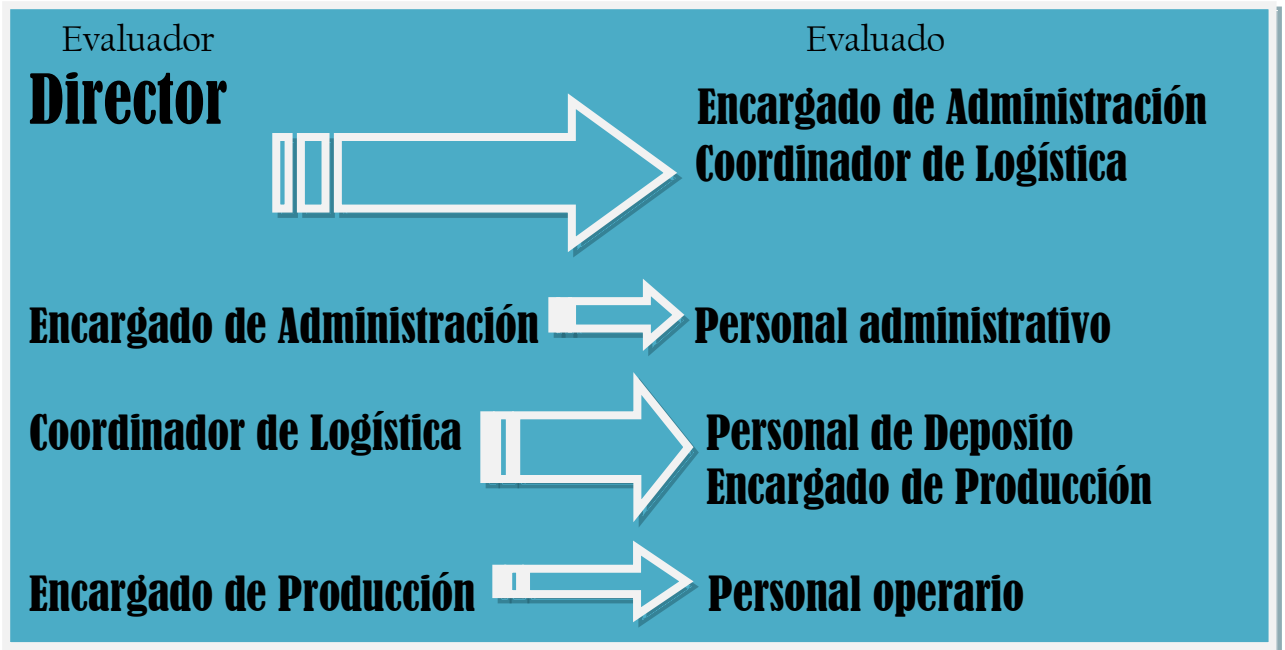 Evaluador Evaluado
Director
Encargado de Administración
Coordinador de Logística
Encargado de Administración Personal administrativo
Coordinador de Logística Personal de Deposito
Encargado de Producción
Encargado de Producción Personal operario